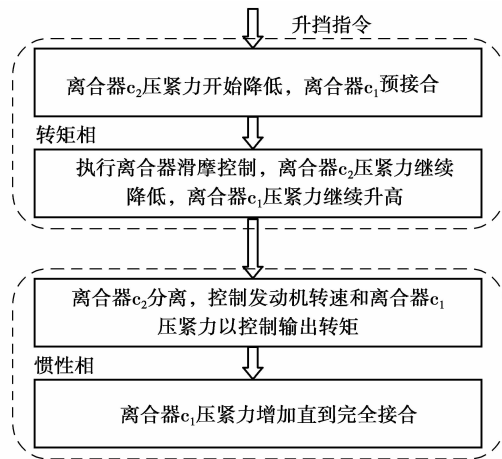 升挡指令
离合器c₂压紧力开始降低，离合器c₁预接合
转矩相
执行离合器滑摩控制，离合器c₂压紧力继续
降低，离合器c₁压紧力继续升高
离合器c₂分离，控制发动机转速和离合器c₁
压紧力以控制输出转矩
惯性相
离合器c₁压紧力增加直到完全接合